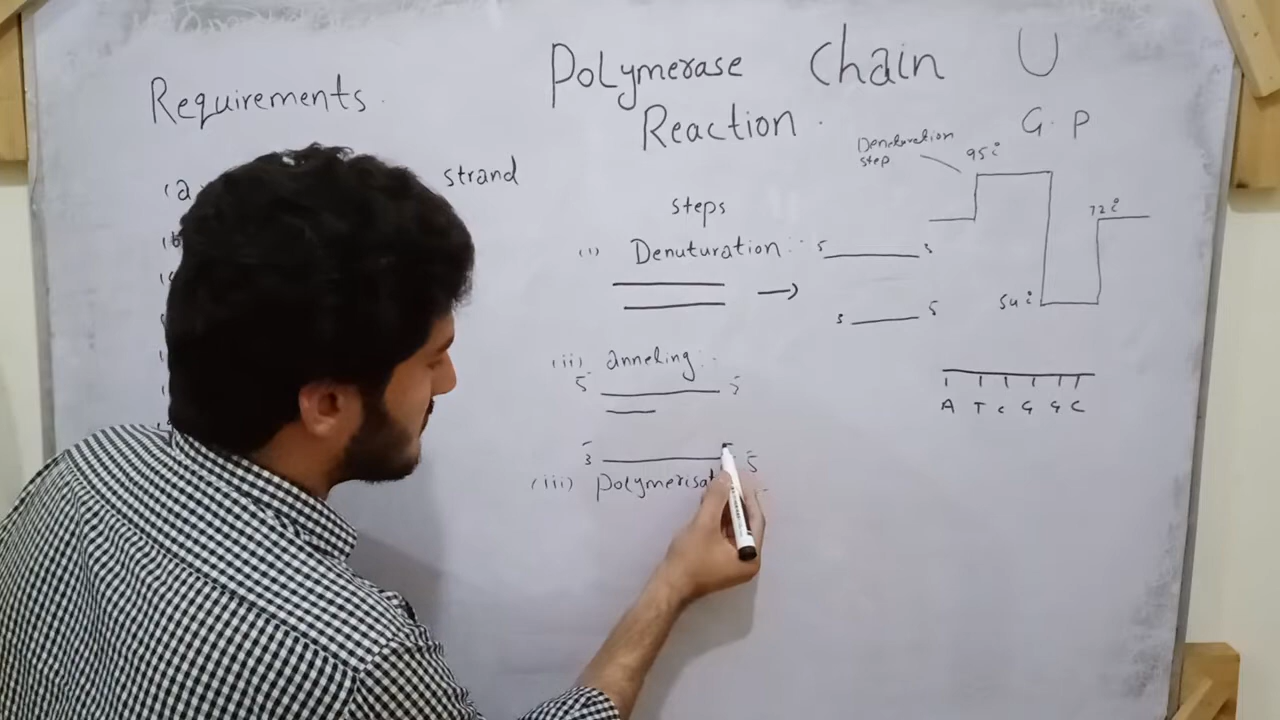 Requirements.
(a
strand
Polymerase Chain U
Reaction.
G.P
steps
(i) Denuturation:
5 3
3 5
(ii) anneling:
5 3
3 5
(iii) Polymerisat
Denaturation
step
95
72
54
A T C G G C